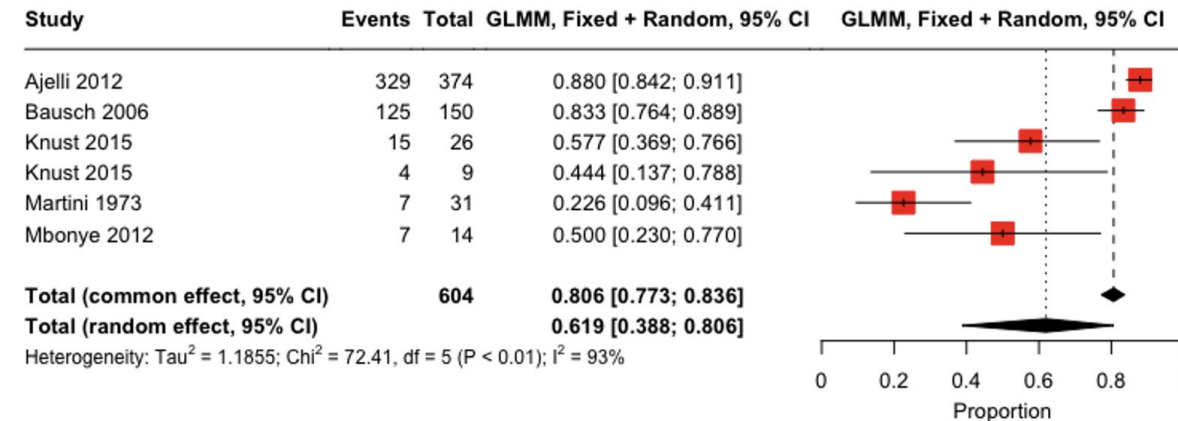 Study Events Total GLMM, Fixed + Random, 95% CI GLMM, Fixed + Random, 95% CI
Ajelli 2012 329 374 0.880 [0.842; 0.911]
Bausch 2006 125 150 0.833 [0.764; 0.889]
Knust 2015 15 26 0.577 [0.369; 0.766]
Knust 2015 4 9 0.444 [0.137; 0.788]
Martini 1973 7 31 0.226 [0.096; 0.411]
Mbonye 2012 7 14 0.500 [0.230; 0.770]
Total (common effect, 95% CI) 604 0.806 [0.773; 0.836]
Total (random effect, 95% CI) 0.619 [0.388; 0.806]
Heterogeneity: Tau² = 1.1855; Chi² = 72.41, df = 5 (P < 0.01); I² = 93%
0 0.2 0.4 0.6 0.8
Proportion